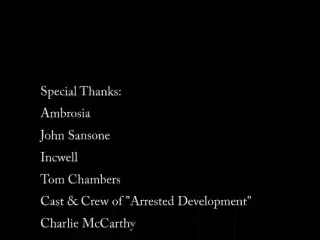 Special Thanks:
Ambrosia
John Sansone
Incwell
Tom Chambers
Cast & Crew of "Arrested Development"
Charlie McCarthy